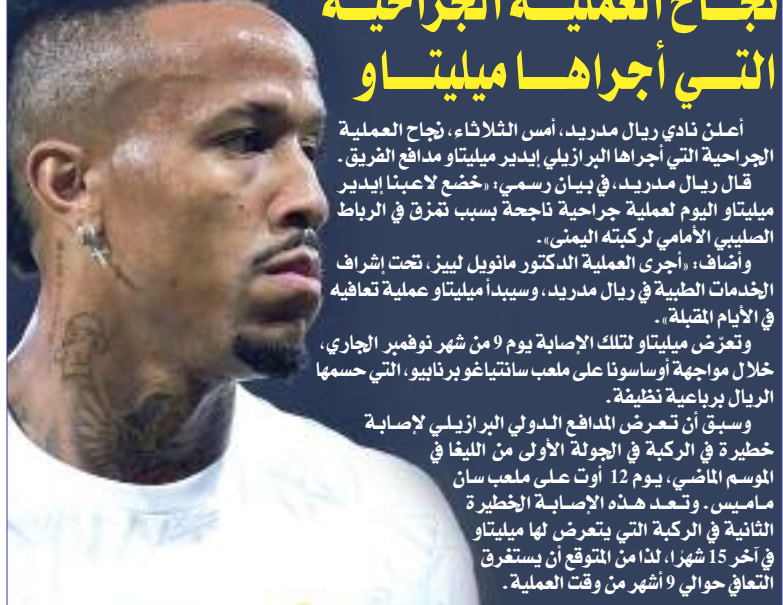 نجاح العملية الجراحية
التي أجراها ميليتاو
أعلن نادي ريال مدريد، أمس الثلاثاء، نجاح العملية
الجراحية التي أجراها البرازيلي إيدير ميليتاو مدافع الفريق.
قال ريال مدريد، في بيان رسمي: «خضع لاعبنا إيدير
ميليتاو اليوم لعملية جراحية ناجحة بسبب تمزق في الرباط
الصليبي الأمامي لركبته اليمنى».
وأضاف: «أجرى العملية الدكتور مانويل لييز، تحت إشراف
الخدمات الطبية في ريال مدريد، وسيبدأ ميليتاو عملية تعافيه
في الأيام المقبلة».
وتعرّض ميليتاو لتلك الإصابة يوم 9 من شهر نوفمبر الجاري،
خلال مواجهة أوساسونا على ملعب سانتياغو برنابيو، التي حسمها
الريال برباعية نظيفة.
وسبق أن تعرض المدافع الدولي البرازيلي لإصابة
خطيرة في الركبة في الجولة الأولى من الليغا في
الموسم الماضي، يوم 12 أوت على ملعب سان
ماميس. وتعد هذه الإصابة الخطيرة
الثانية في الركبة التي يتعرض لها ميليتاو
في آخر 15 شهرًا، لذا من المتوقع أن يستغرق
التعافي حوالي 9 أشهر من وقت العملية.